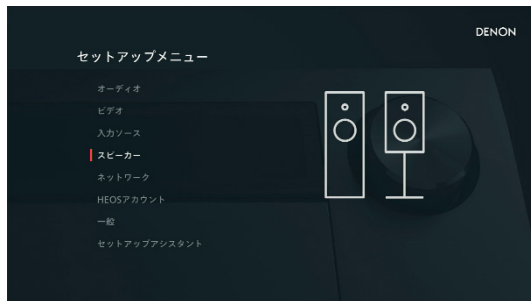 DENON
セットアップメニュー
オーディオ
ビデオ
入力ソース
スピーカー
ネットワーク
HEOSアカウント
一般
セットアップアシスタント